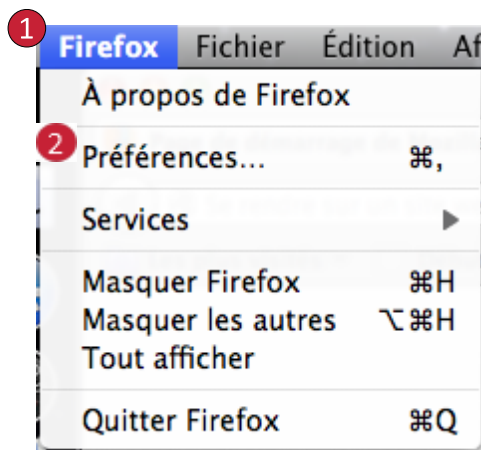 1
Firefox Fichier Édition Af
À propos de Firefox
2
Préférences... ⌘,
Services ▶
Masquer Firefox ⌘H
Masquer les autres ⌥⌘H
Tout afficher
Quitter Firefox ⌘Q